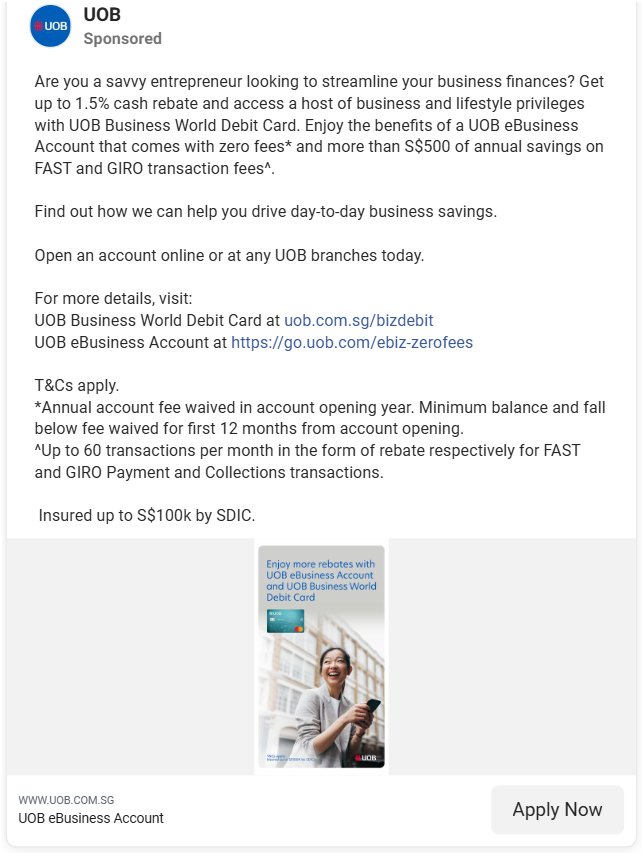 UOB
UOB
Sponsored
Are you a savvy entrepreneur looking to streamline your business finances? Get
up to 1.5% cash rebate and access a host of business and lifestyle privileges
with UOB Business World Debit Card. Enjoy the benefits of a UOB eBusiness
Account that comes with zero fees* and more than S$500 of annual savings on
FAST and GIRO transaction fees^.
Find out how we can help you drive day-to-day business savings.
Open an account online or at any UOB branches today.
For more details, visit:
UOB Business World Debit Card at uob.com.sg/bizdebit
UOB eBusiness Account at https://go.uob.com/ebiz-zerofees
T&Cs apply.
*Annual account fee waived in account opening year. Minimum balance and fall
below fee waived for first 12 months from account opening.
^Up to 60 transactions per month in the form of rebate respectively for FAST
and GIRO Payment and Collections transactions.
Insured up to S$100k by SDIC.
Enjoy more rebates with
UOB eBusiness Account
and UOB Business World
Debit Card
UOB
UOB
WWW.UOB.COM.SG
UOB eBusiness Account
Apply Now